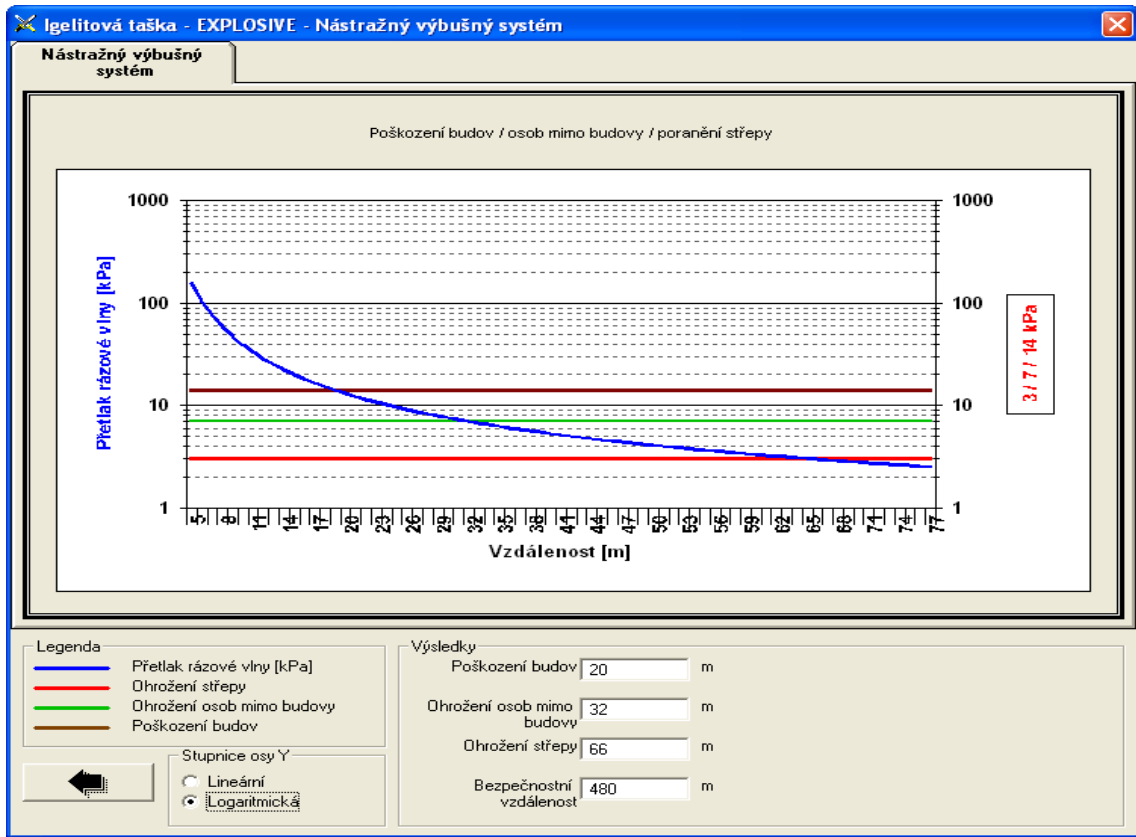 Igelitová taška - EXPLOSIVE - Nástražný výbušný systém
Nástražný výbušný
systém
Poškození budov / osob mimo budovy / poranění střepy
1000
100
10
1
Přetlak rázové vlny [kPa]
1000
100
10
1
3 / 7 / 14 kPa
5 8 11 14 17 20 23 26 29 32 35 38 41 44 47 50 53 56 59 62 65 68 71 74 77
Vzdálenost [m]
Legenda
Přetlak rázové vlny [kPa]
Ohrožení střepy
Ohrožení osob mimo budovy
Poškození budov
Stupnice osy Y
Lineární
Logaritmická
Výsledky
Poškození budov 20 m
Ohrožení osob mimo
budovy 32 m
Ohrožení střepy 66 m
Bezpečnostní
vzdálenost 480 m